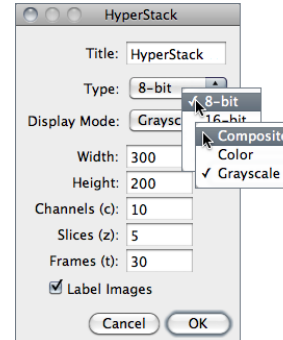 HyperStack
Title: HyperStack
Type: 8-bit
✓ 8-bit
Display Mode: Graysc 16-bit
Composite
Color
✓ Grayscale
Width: 300
Height: 200
Channels (c): 10
Slices (z): 5
Frames (t): 30
Label Images
Cancel OK